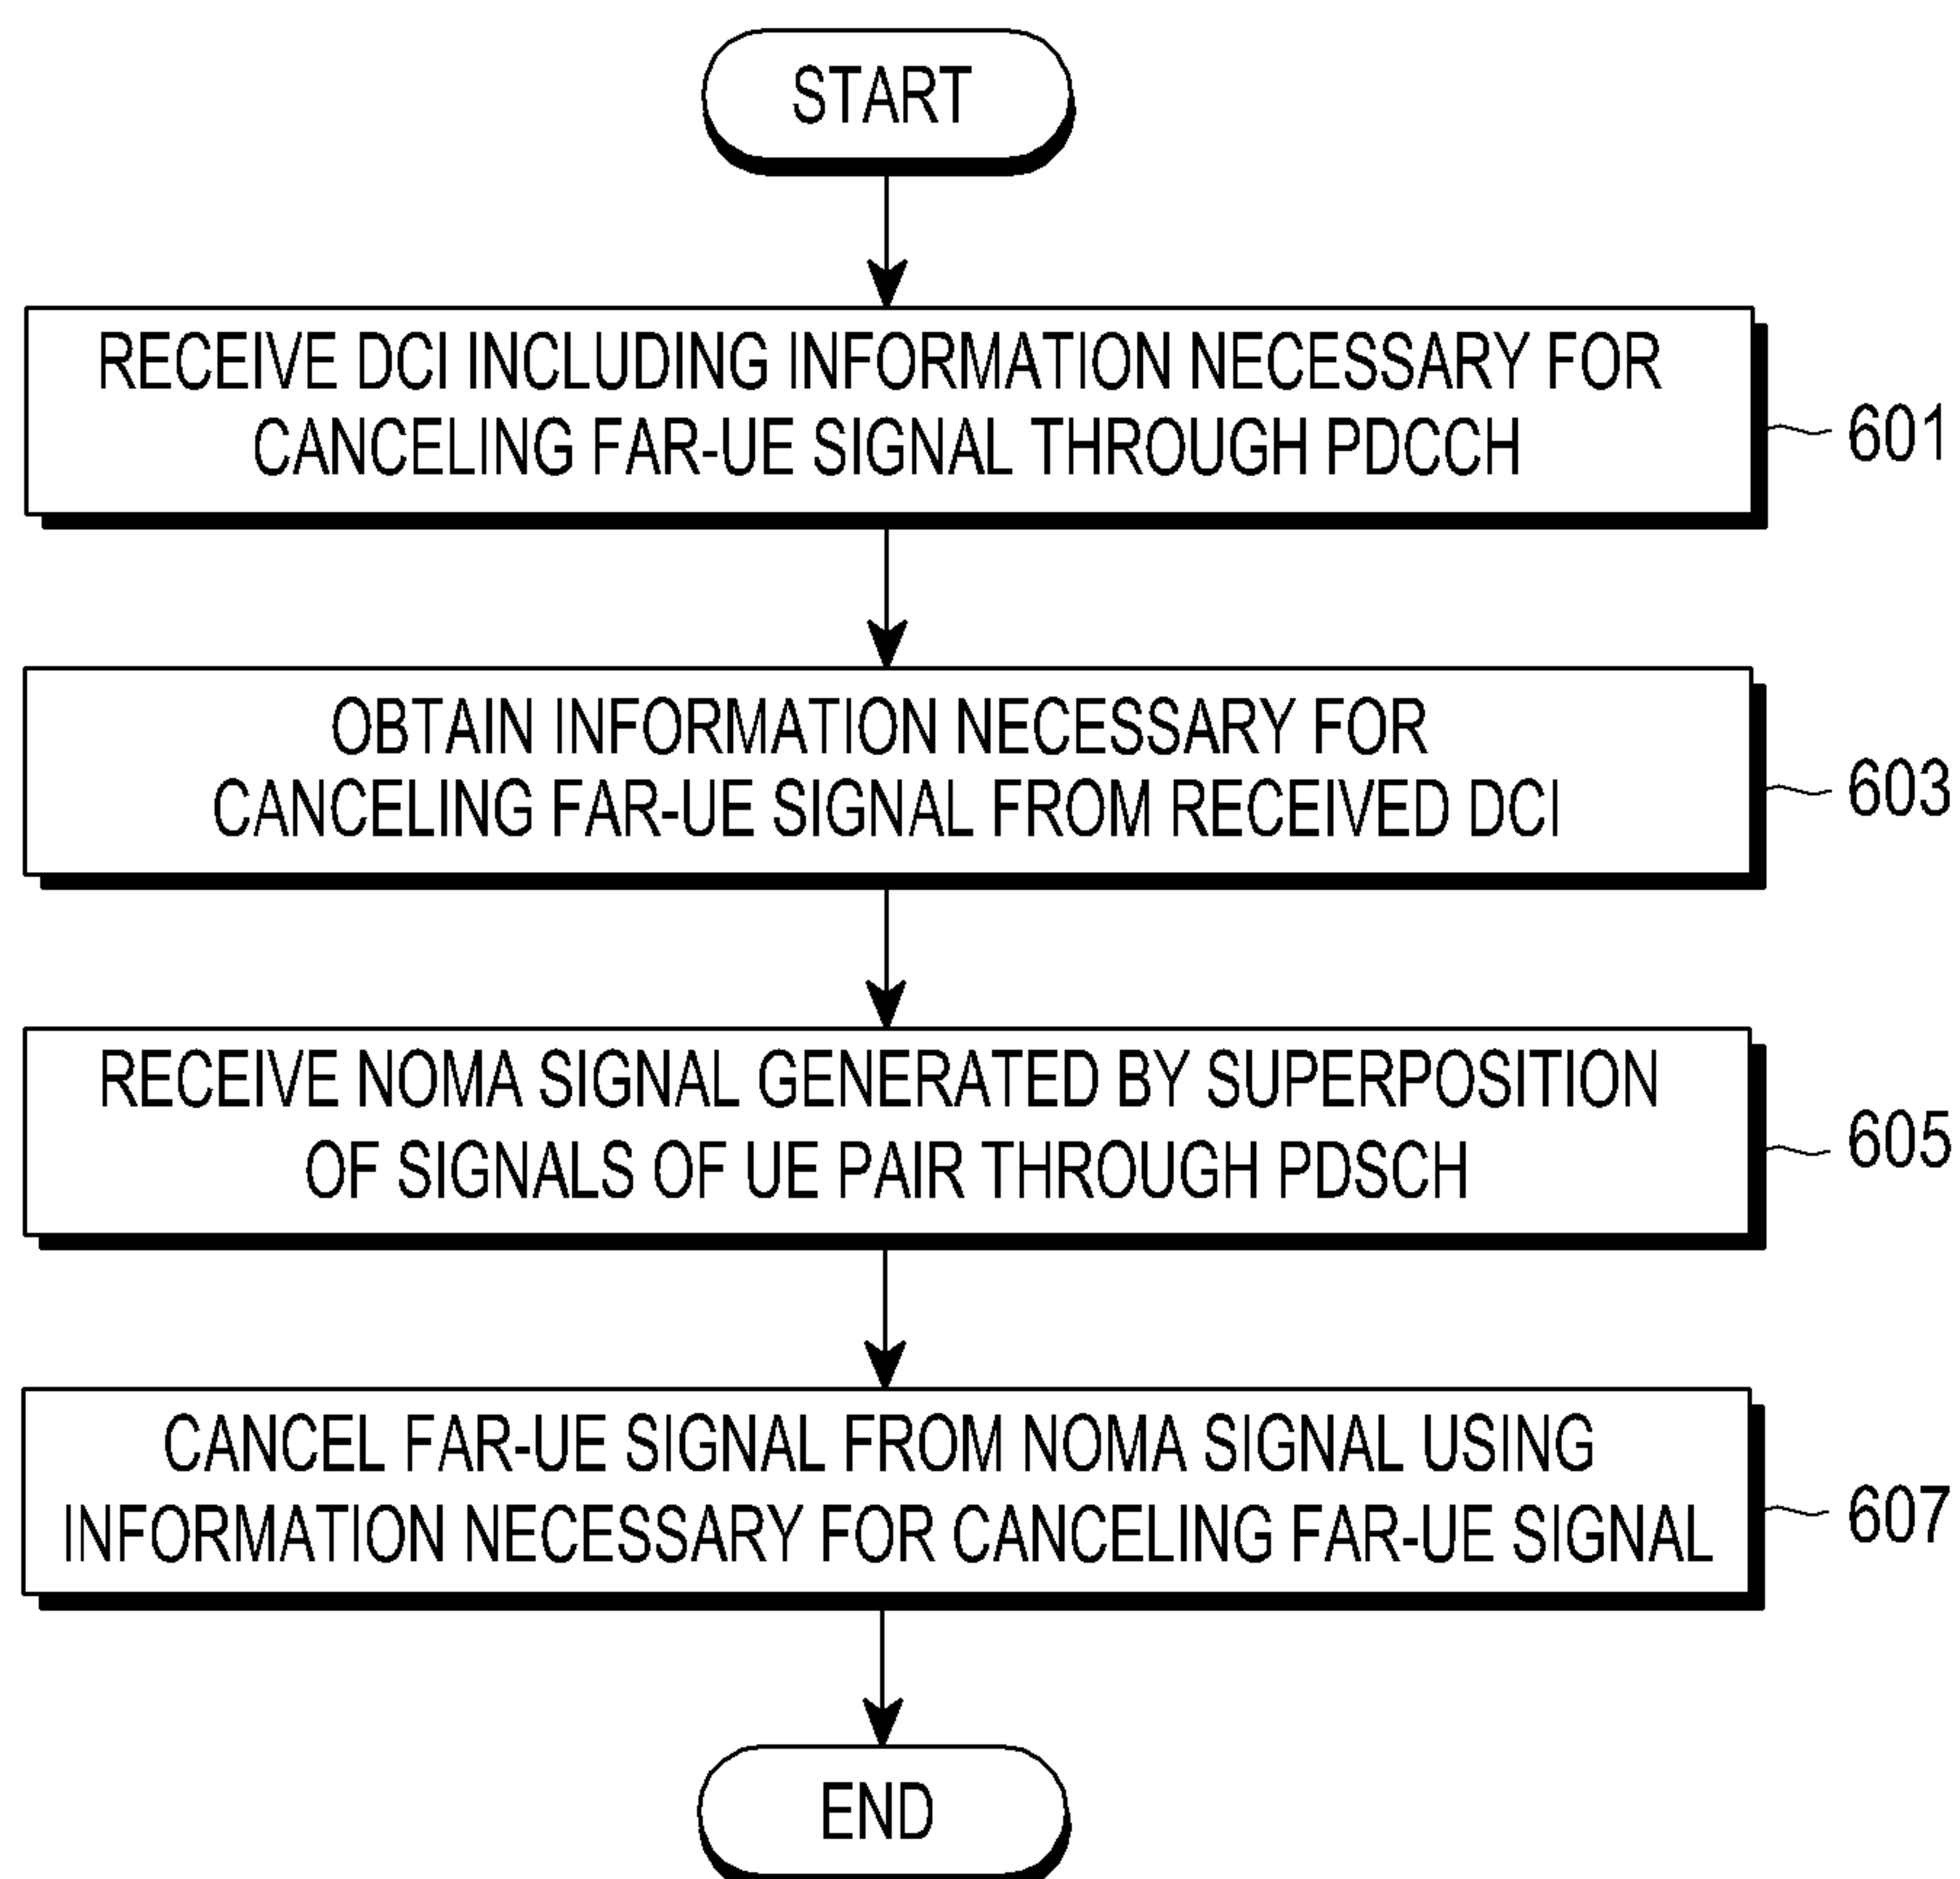 START
RECEIVE DCI INCLUDING INFORMATION NECESSARY FOR
CANCELING FAR-UE SIGNAL THROUGH PDCCH
601
OBTAIN INFORMATION NECESSARY FOR
CANCELING FAR-UE SIGNAL FROM RECEIVED DCI
603
RECEIVE NOMA SIGNAL GENERATED BY SUPERPOSITION
OF SIGNALS OF UE PAIR THROUGH PDSCH
605
CANCEL FAR-UE SIGNAL FROM NOMA SIGNAL USING
INFORMATION NECESSARY FOR CANCELING FAR-UE SIGNAL
607
END